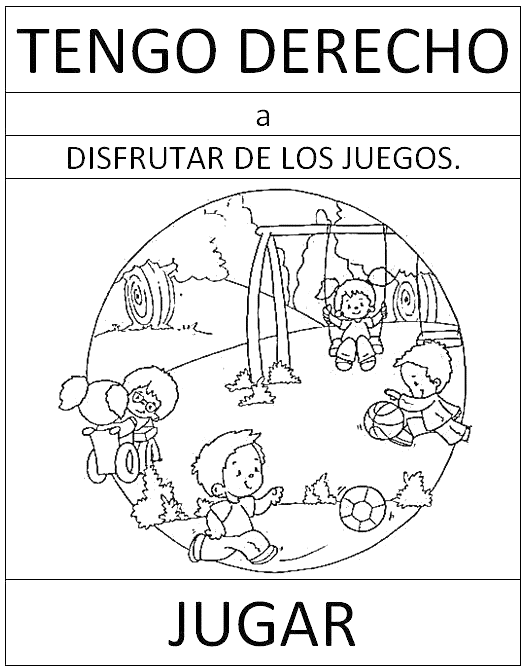 TENGO DERECHO
a
DISFRUTAR DE LOS JUEGOS.
JUGAR